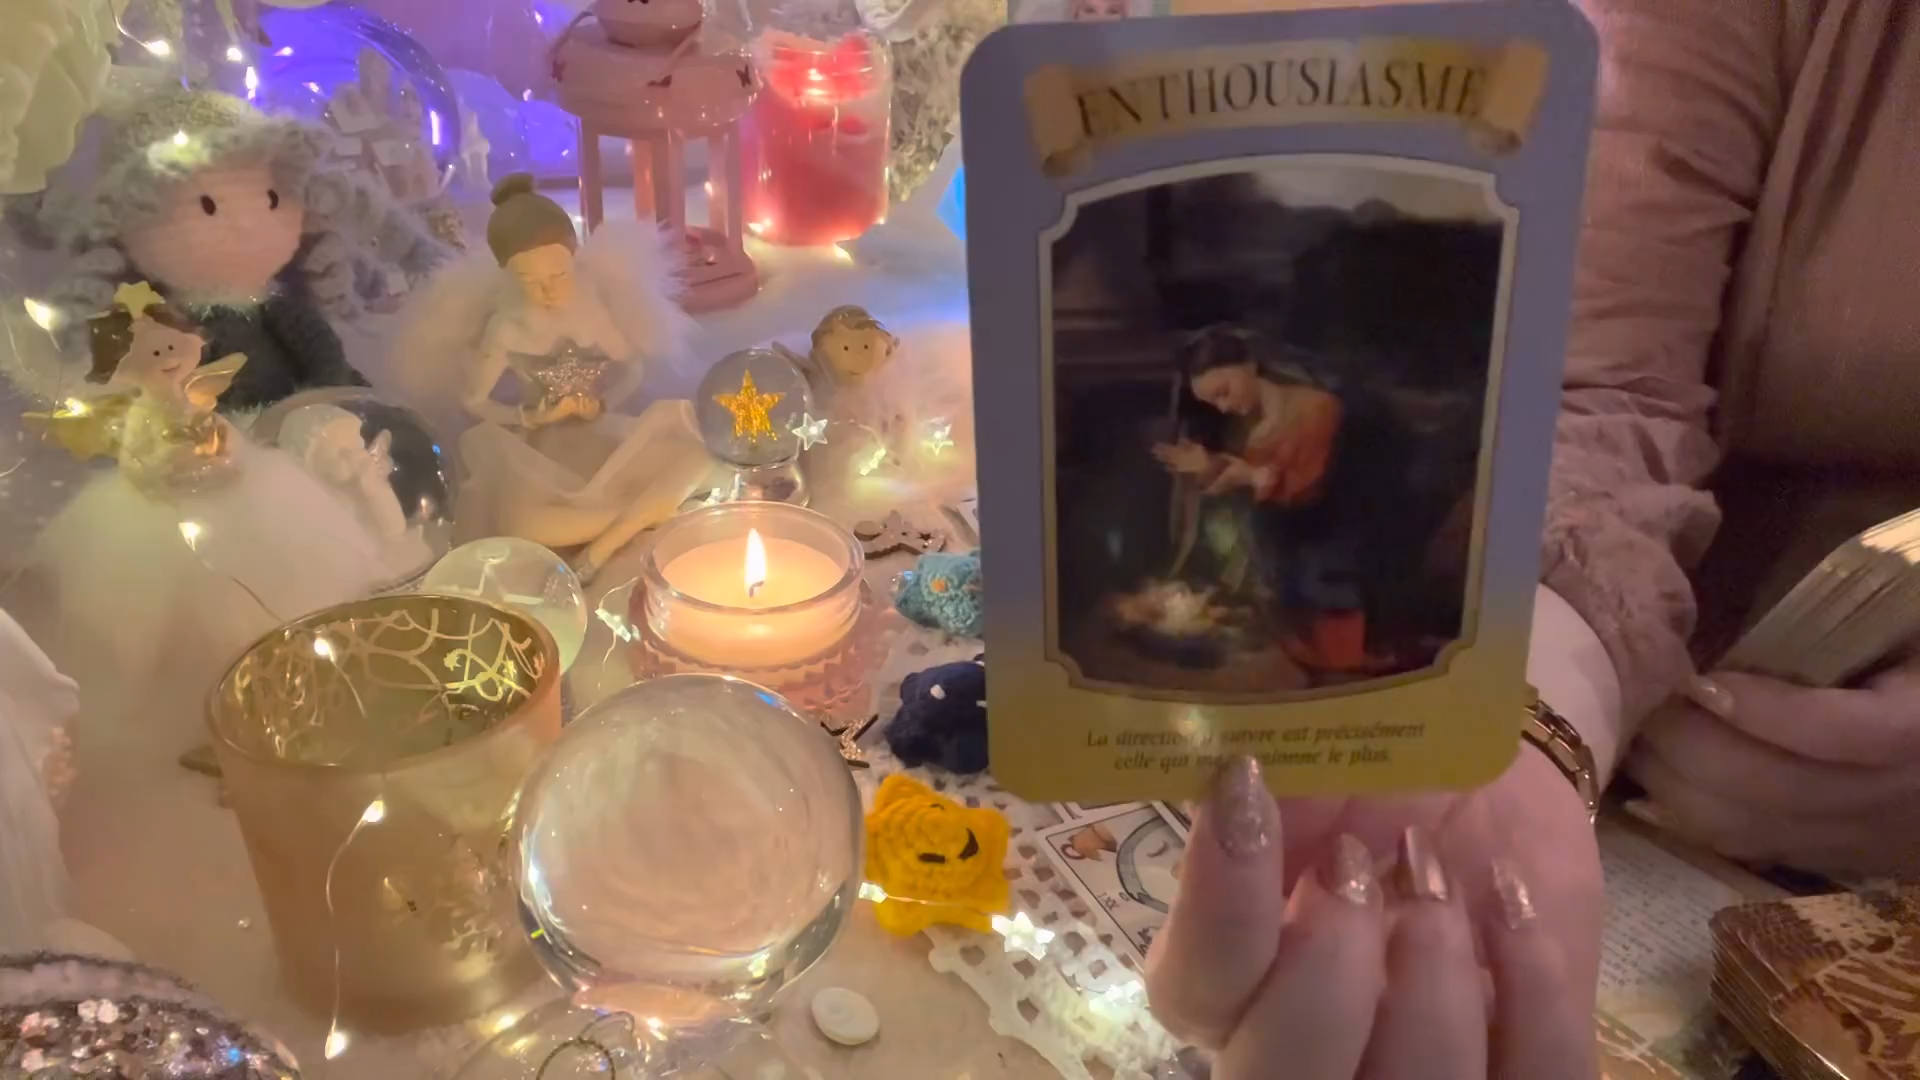 ENTHOUSIASME
La direction à suivre est précisément
celle qui me passionne le plus.